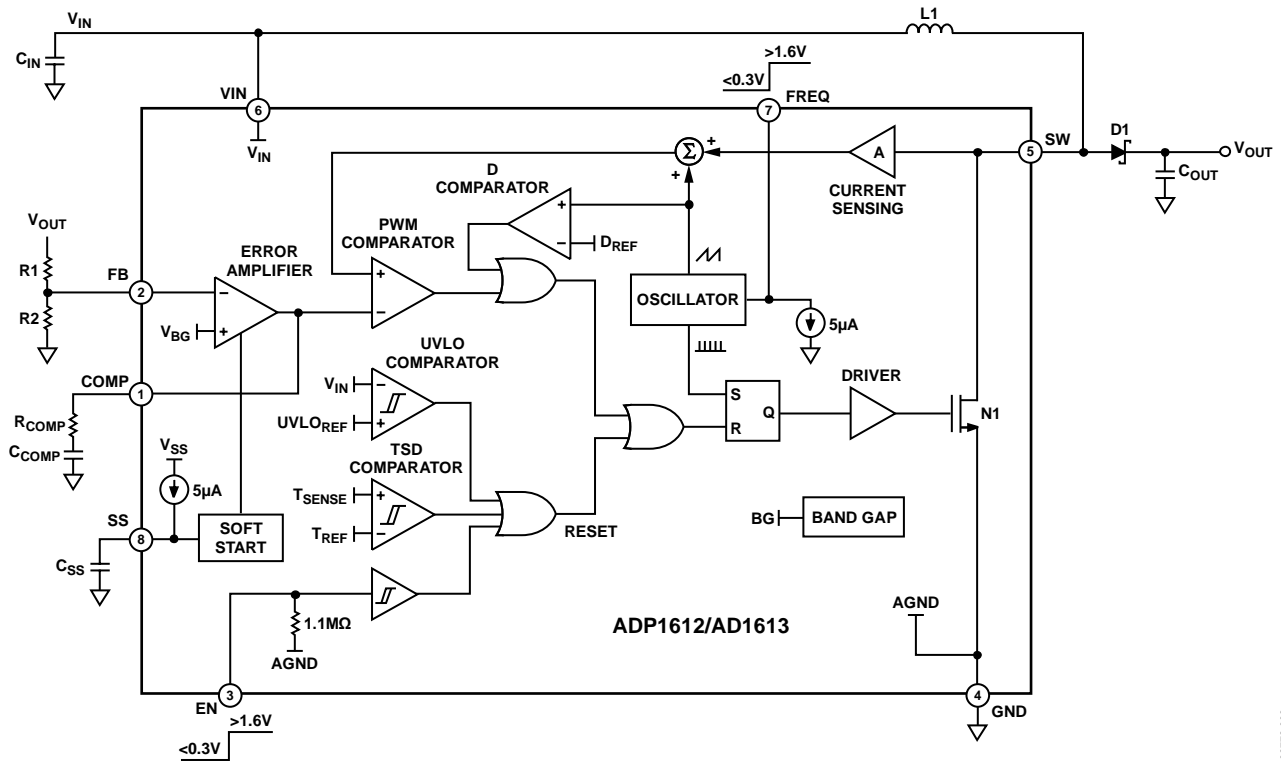 VIN
L1
CIN
>1.6V
<0.3V
VIN
6
VIN
FREQ
7
D1
SW
5
VOUT
COUT
A
CURRENT
SENSING
Σ
+
+
D
COMPARATOR
+
−
DREF
PWM
COMPARATOR
+
−
VOUT
R1
R2
FB
2
ERROR
AMPLIFIER
−
+
VBG
OSCILLATOR
5µA
COMP
1
RCOMP
CCOMP
UVLO
COMPARATOR
VIN
−
UVLOREF
+
DRIVER
S
R
Q
N1
VSS
5µA
TSD
COMPARATOR
TSENSE
+
TREF
−
SS
8
CSS
SOFT
START
RESET
BG
BAND GAP
1.1MΩ
AGND
ADP1612/AD1613
AGND
3
EN
4
GND
>1.6V
<0.3V